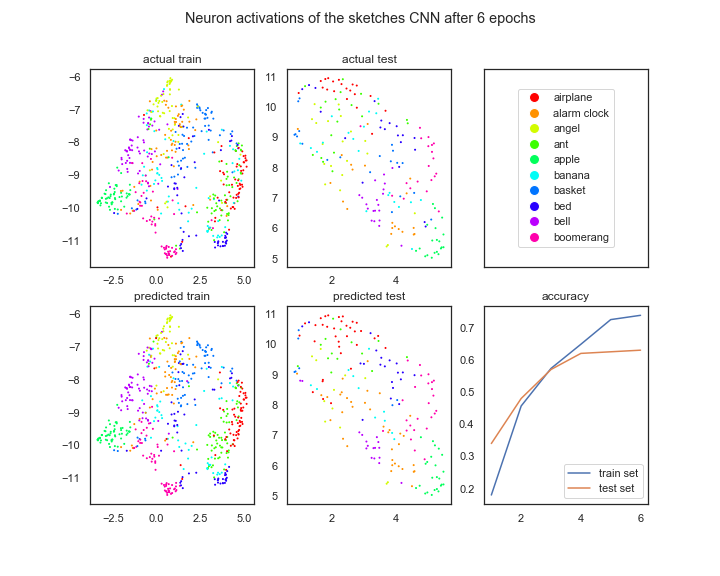 Neuron activations of the sketches CNN after 6 epochs
actual train
−6
−7
−8
−9
−10
−11
−2.5 0.0 2.5 5.0
actual test
11
10
9
8
7
6
5
2 4
airplane
alarm clock
angel
ant
apple
banana
basket
bed
bell
boomerang
predicted train
−6
−7
−8
−9
−10
−11
−2.5 0.0 2.5 5.0
predicted test
11
10
9
8
7
6
5
2 4
accuracy
0.7
0.6
0.5
0.4
0.3
0.2
train set
test set
2 4 6